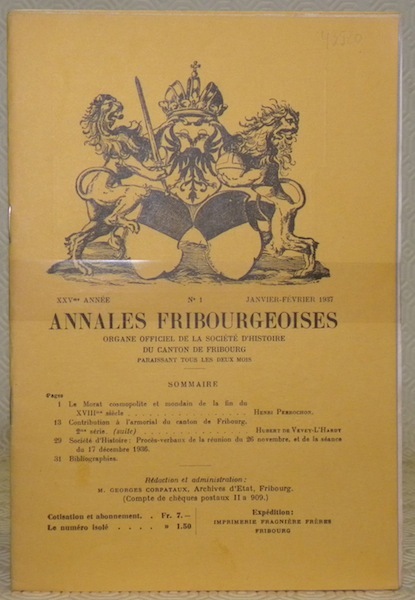 42520
XXVme ANNÉE No 1 JANVIER-FÉVRIER 1937
ANNALES FRIBOURGEOISES
ORGANE OFFICIEL DE LA SOCIÉTÉ D'HISTOIRE
DU CANTON DE FRIBOURG
PARAISSANT TOUS LES DEUX MOIS
SOMMAIRE
Pages
1 Le Morat cosmopolite et mondain de la fin du
XVIIIme siècle . . . . . . . . . . . . . . . . . HENRI PERROCHON.
13 Contribution à l'armorial du canton de Fribourg,
2me série. (suite) . . . . . . . . . . . . . HUBERT DE VEVEY-L'HARDY
29 Société d'Histoire : Procès-verbaux de la réunion du 26 novembre, et de la séance
du 17 décembre 1936.
31 Bibliographies.
Rédaction et administration :
M. GEORGES CORPATAUX, Archives d'Etat, Fribourg.
(Compte de chèques postaux II a 909.)
Cotisation et abonnement. . Fr. 7.—
Le numéro isolé . . . . » 1.50
Expédition :
IMPRIMERIE FRAGNIÈRE FRÈRES
FRIBOURG